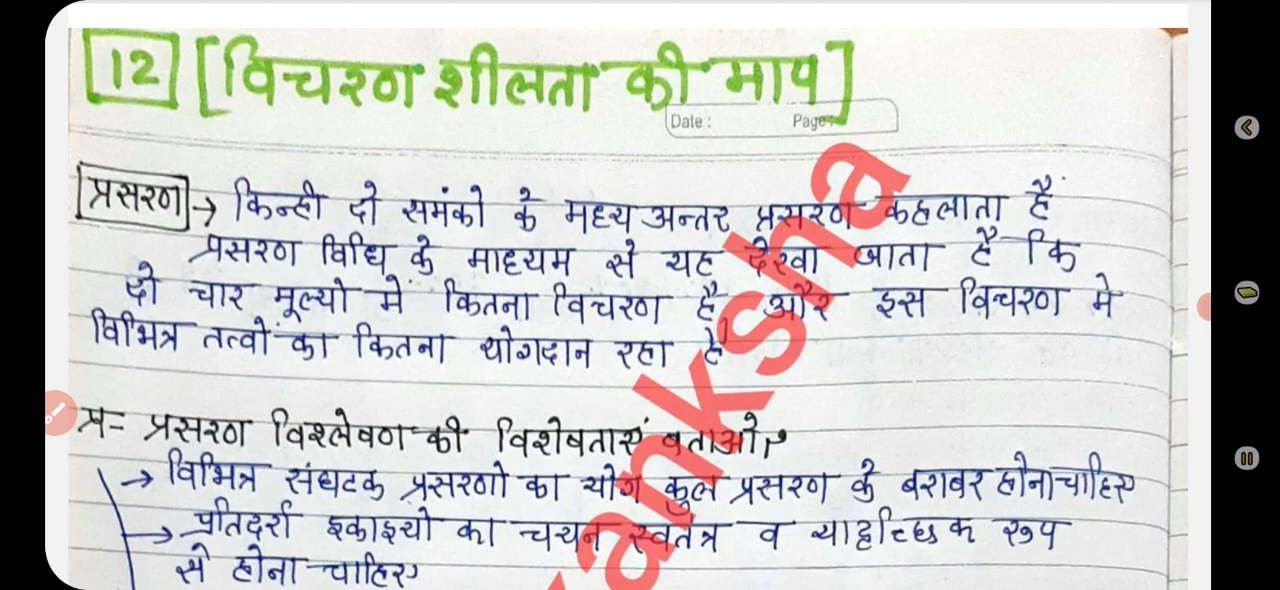 12 [विचरण शीलता की माप]
Date : Page :
प्रसरण → किन्ही दो समंको के मध्य अन्तर प्रसरण कहलाता है
प्रसरण विधि के माध्यम से यह देखा जाता है कि
दो चार मूल्यो मे कितना विचरण है और इस विचरण मे
विभिन्न तत्वों का कितना योगदान रहा है
प्र= प्रसरण विश्लेषण की विशेषताएं बताओ?
→ विभिन्न संघटक प्रसरणो का योग कुल प्रसरण के बराबर होना चाहिए
→ प्रतिदर्श इकाइयो का चयन स्वतंत्र व यादृच्छिक रूप
से होना चाहिए
anksha